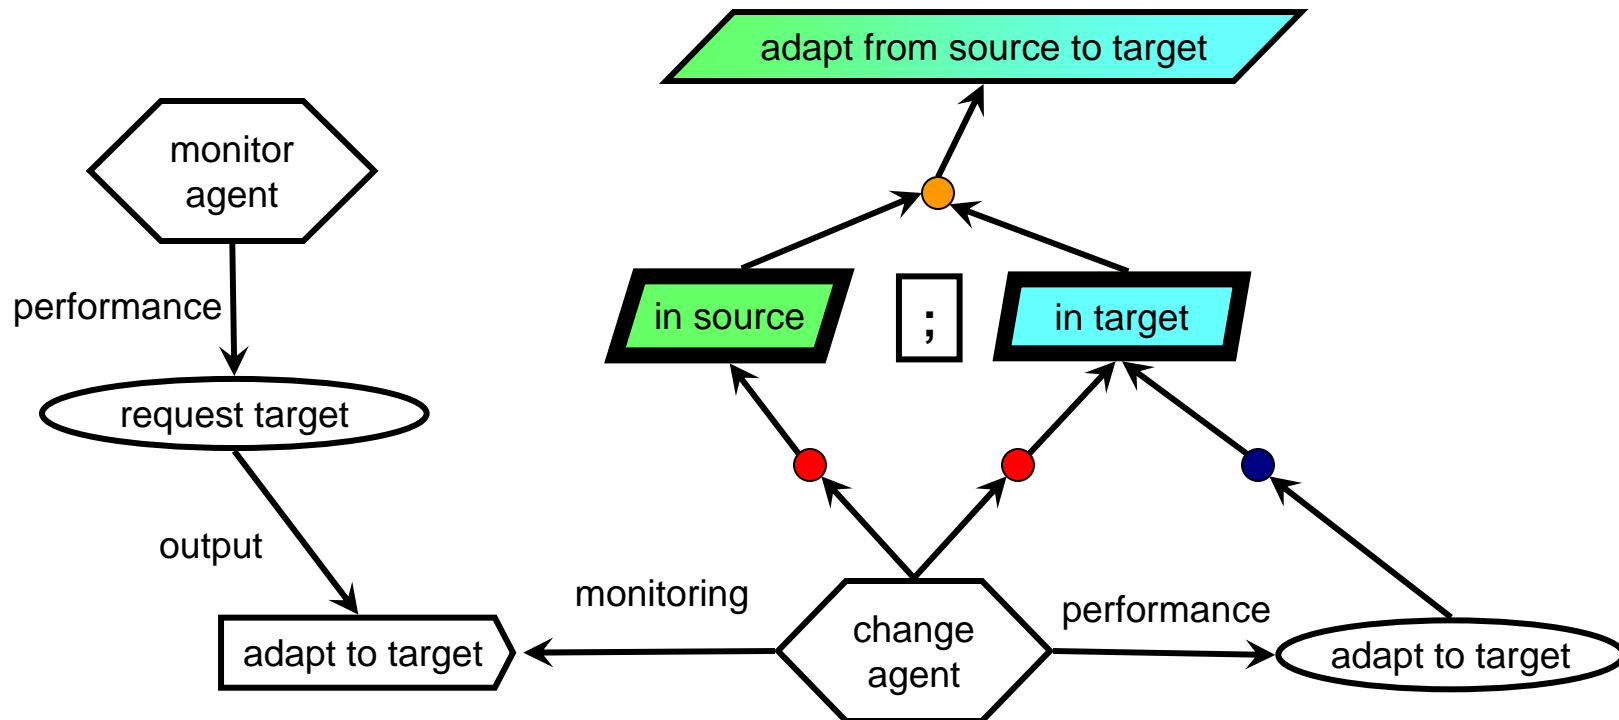 adapt from source to target
monitor
agent
performance
in source
;
in target
request target
output
monitoring
performance
change
agent
adapt to target
adapt to target